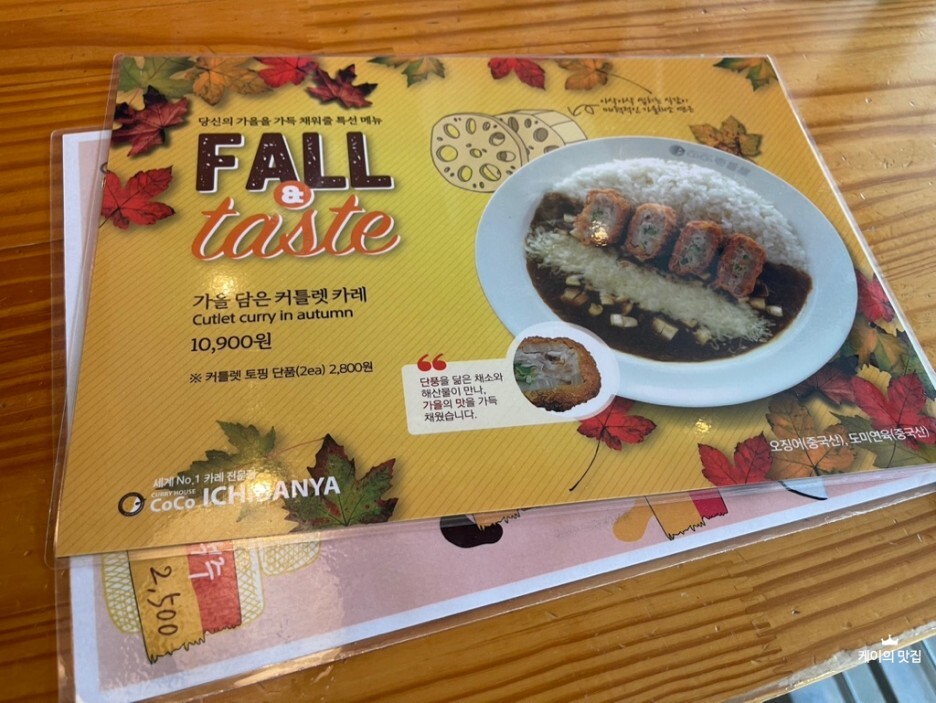 당신의 가을을 가득 채워줄 특선 메뉴
FALL
&
taste
가을 담은 커틀렛 카레
Cutlet curry in autumn
10,900원
※ 커틀렛 토핑 단품(2ea) 2,800원
단풍을 닮은 채소와
해산물이 만나,
가을의 맛을 가득
채웠습니다.
오징어(중국산), 도미연육(중국산)
세계 No.1 카레 전문점
CURRY HOUSE
CoCo ICHIBANYA
2,500
케이의 맛집